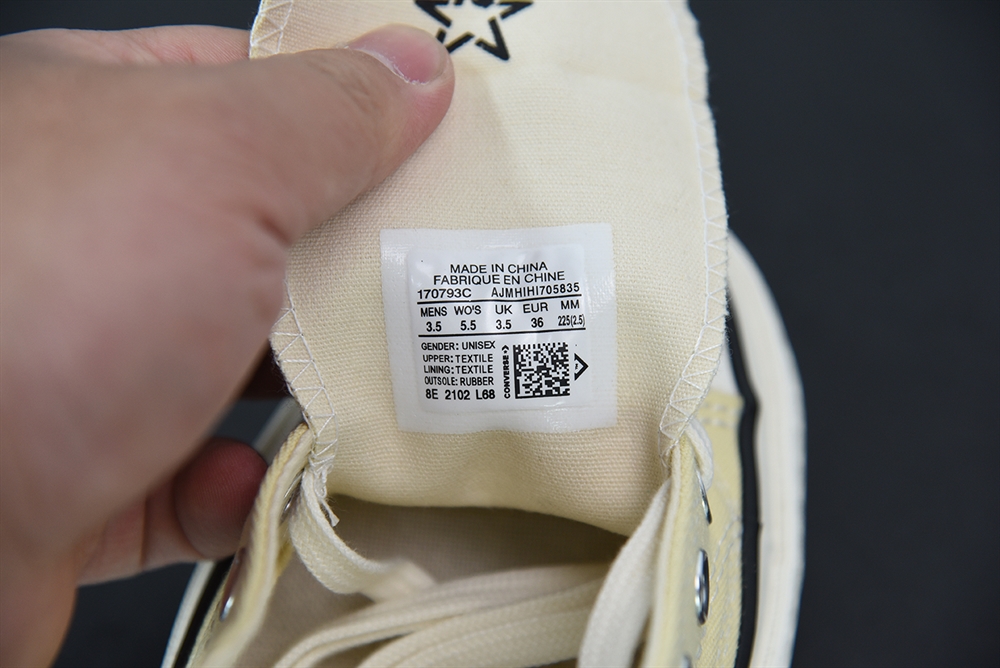 MADE IN CHINA
FABRIQUE EN CHINE
170793C AJMHIHI705835
MENS WO'S UK EUR MM
3.5 5.5 3.5 36 225(2.5)
GENDER: UNISEX
UPPER: TEXTILE
LINING: TEXTILE
OUTSOLE: RUBBER
8E 2102 L68
CONVERSE